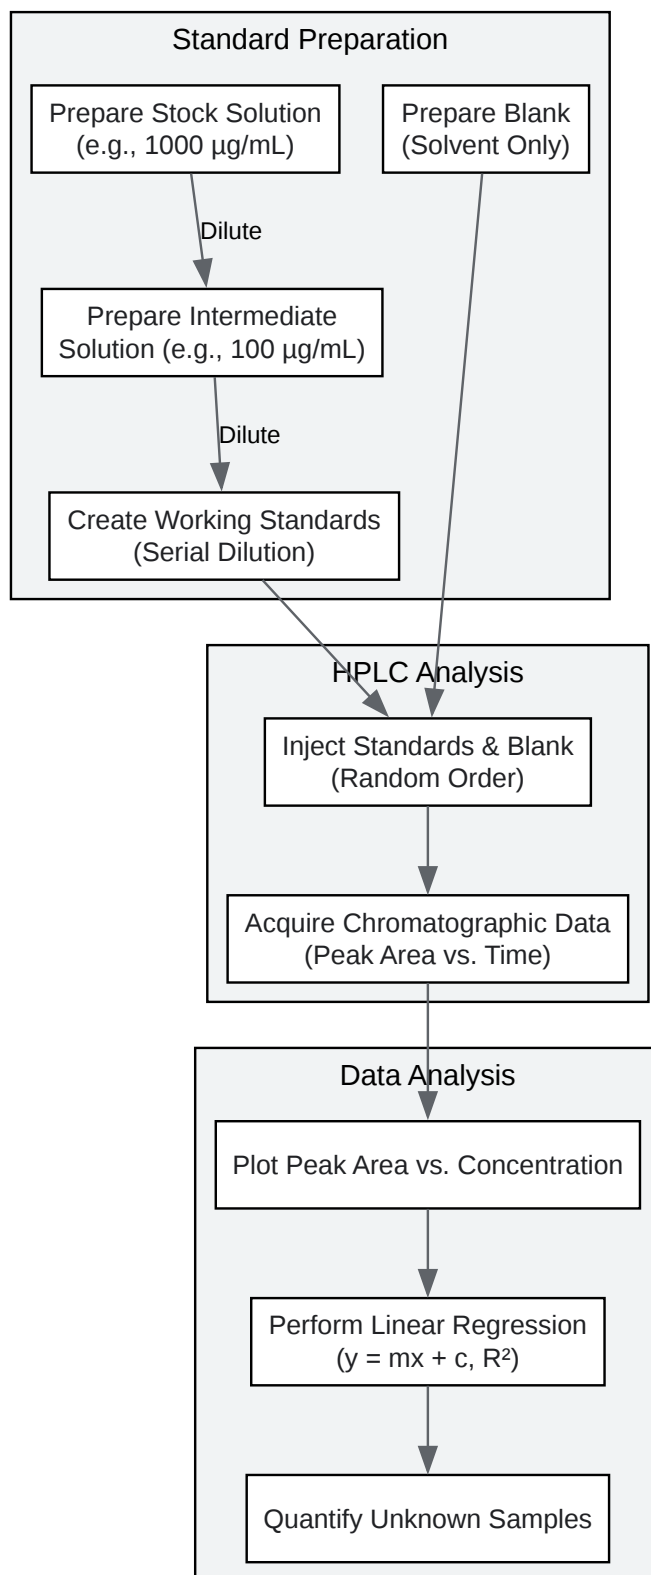 Standard Preparation
Prepare Stock Solution
(e.g., 1000 µg/mL)
Prepare Blank
(Solvent Only)
Dilute
Prepare Intermediate
Solution (e.g., 100 µg/mL)
Dilute
Create Working Standards
(Serial Dilution)
HPLC Analysis
Inject Standards & Blank
(Random Order)
Acquire Chromatographic Data
(Peak Area vs. Time)
Data Analysis
Plot Peak Area vs. Concentration
Perform Linear Regression
(y = mx + c, R²)
Quantify Unknown Samples